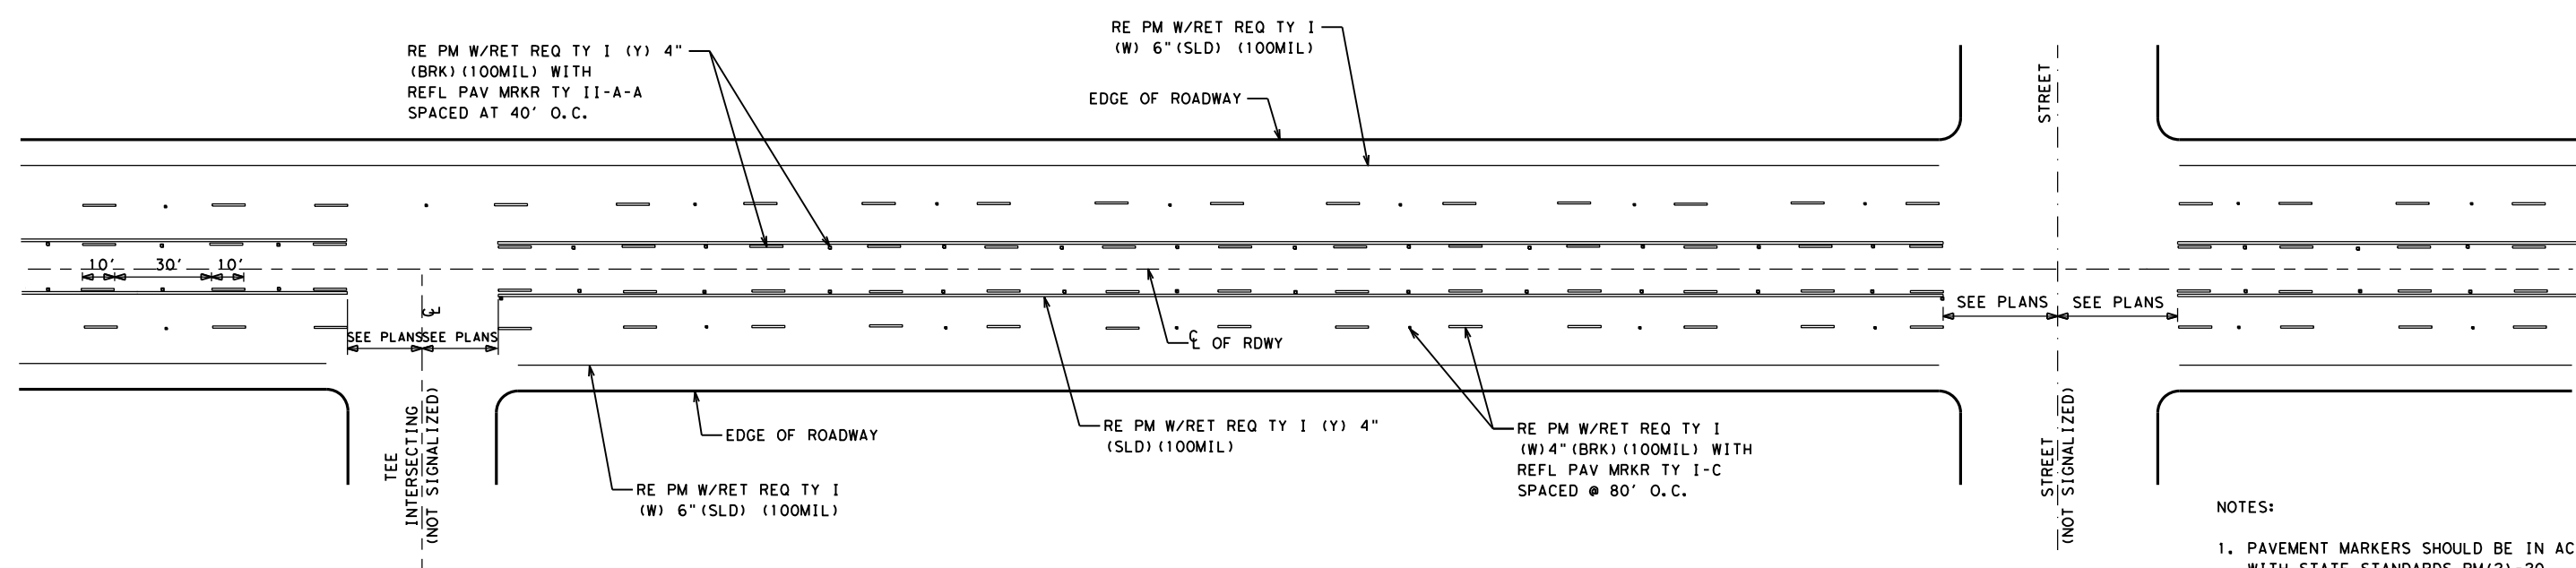 RE PM W/RET REQ TY I (Y) 4"
(BRK)(100MIL) WITH
REFL PAV MRKR TY II-A-A
SPACED AT 40' O.C.
RE PM W/RET REQ TY I
(W) 6"(SLD) (100MIL)
EDGE OF ROADWAY
STREET
10' 30' 10'
SEE PLANS SEE PLANS
SEE PLANS SEE PLANS
CL
CL OF RDWY
TEE
INTERSECTING
(NOT SIGNALIZED)
EDGE OF ROADWAY
RE PM W/RET REQ TY I
(W) 6"(SLD) (100MIL)
RE PM W/RET REQ TY I (Y) 4"
(SLD)(100MIL)
RE PM W/RET REQ TY I
(W)4"(BRK)(100MIL) WITH
REFL PAV MRKR TY I-C
SPACED @ 80' O.C.
STREET
(NOT SIGNALIZED)
NOTES:
1. PAVEMENT MARKERS SHOULD BE IN AC